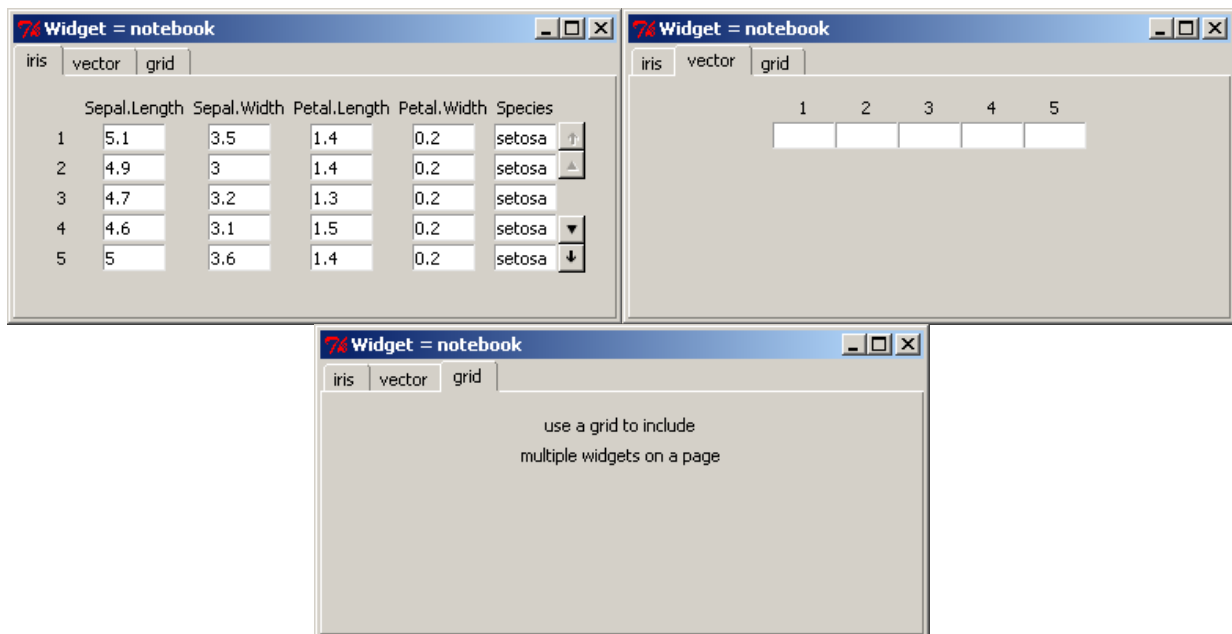 Widget = notebook
iris vector grid
Sepal.Length Sepal.Width Petal.Length Petal.Width Species
1 5.1 3.5 1.4 0.2 setosa
2 4.9 3 1.4 0.2 setosa
3 4.7 3.2 1.3 0.2 setosa
4 4.6 3.1 1.5 0.2 setosa
5 5 3.6 1.4 0.2 setosa
Widget = notebook
iris vector grid
1 2 3 4 5
Widget = notebook
iris vector grid
use a grid to include
multiple widgets on a page